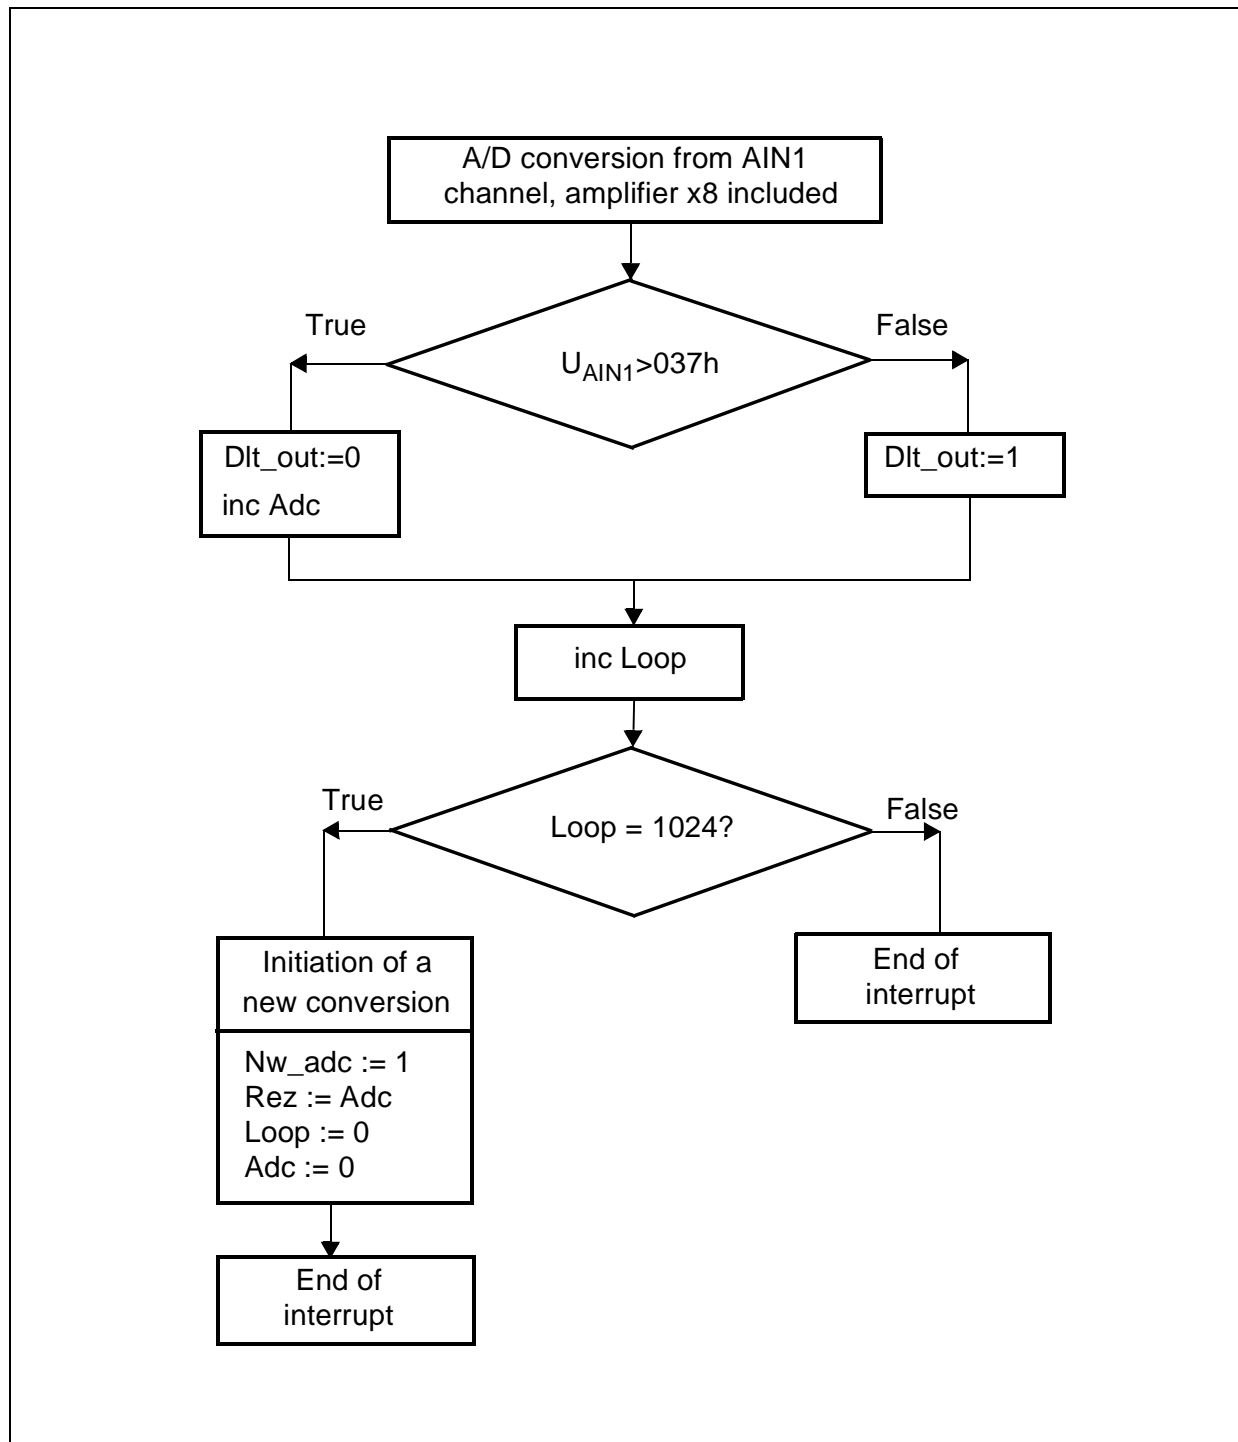 A/D conversion from AIN1
channel, amplifier x8 included
True
False
UAIN1>037h
Dlt_out:=0
inc Adc
Dlt_out:=1
inc Loop
True
False
Loop = 1024?
Initiation of a
new conversion
End of
interrupt
Nw_adc := 1
Rez := Adc
Loop := 0
Adc := 0
End of
interrupt